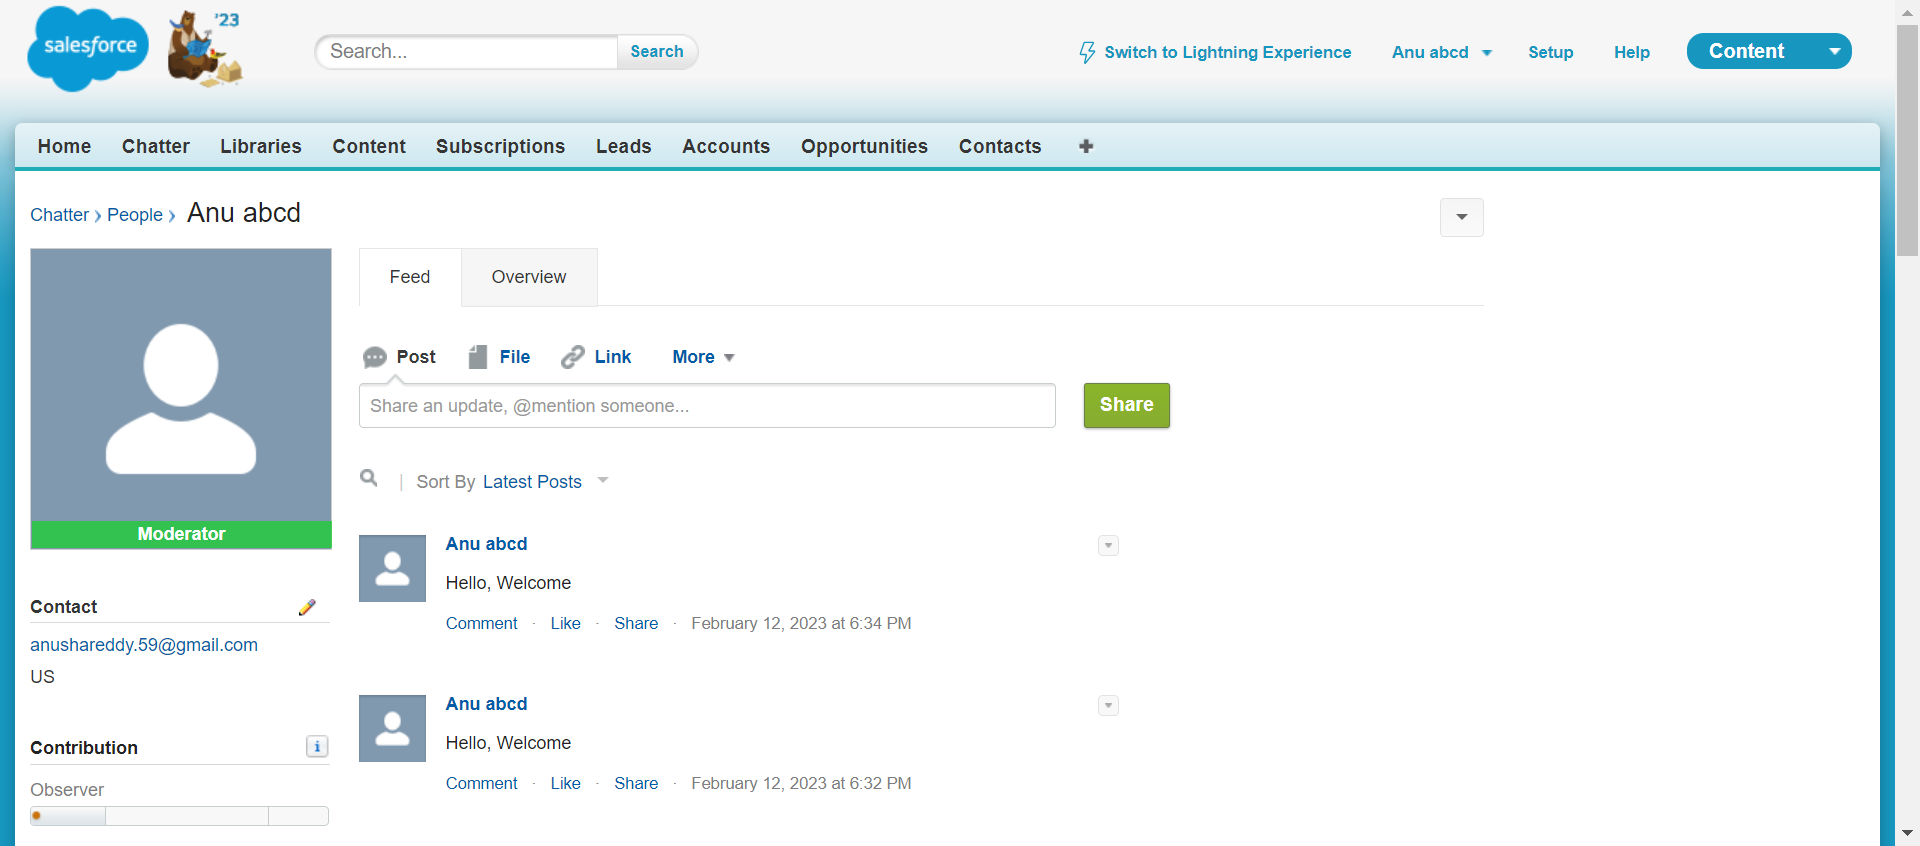 salesforce
'23
Search...
Search
Switch to Lightning Experience
Anu abcd
Setup
Help
Content
Home
Chatter
Libraries
Content
Subscriptions
Leads
Accounts
Opportunities
Contacts
Chatter › People › Anu abcd
Feed
Overview
Post
File
Link
More
Share an update, @mention someone...
Share
| Sort By Latest Posts
Moderator
Contact
anushareddy.59@gmail.com
US
Contribution
Observer
Anu abcd
Hello, Welcome
Comment · Like · Share · February 12, 2023 at 6:34 PM
Anu abcd
Hello, Welcome
Comment · Like · Share · February 12, 2023 at 6:32 PM